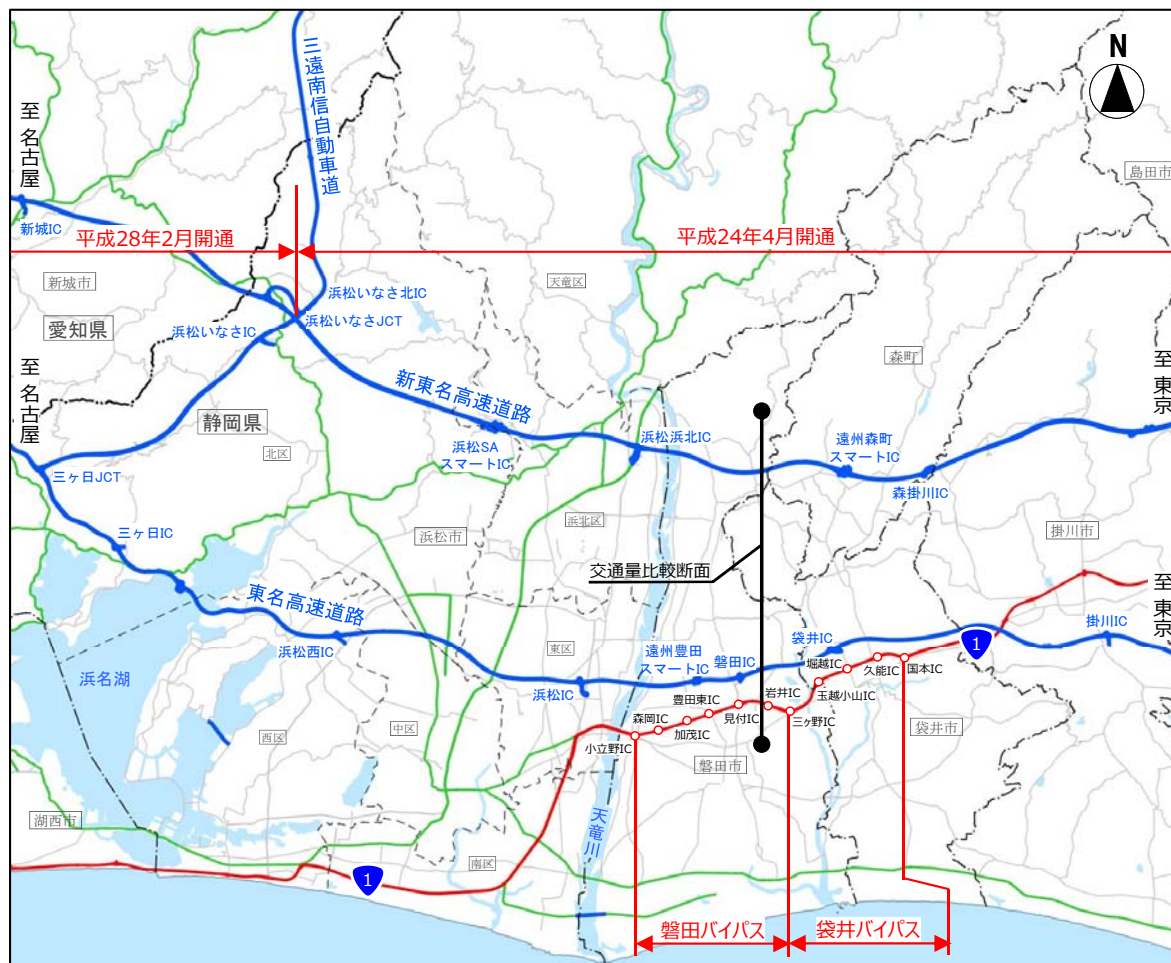 N
至 名古屋
三遠南信自動車道
島田市
新城IC
平成28年2月開通
平成24年4月開通
新城市
天竜区
浜松いなさ北IC
浜松いなさJCT
愛知県
浜松いなさIC
森町
至 名古屋
至 東京
新東名高速道路
静岡県
北区
浜松SA
スマートIC
浜松浜北IC
遠州森町
スマートIC
森掛川IC
三ヶ日JCT
三ヶ日IC
浜松市
浜北区
掛川市
交通量比較断面
至 東京
東名高速道路
浜松西IC
東区
遠州豊田
スマートIC
磐田IC
袋井IC
掛川IC
1
浜名湖
浜松IC
堀越IC
久能IC
国本IC
玉越小山IC
豊田東IC
岩井IC
森岡IC
見付IC
三ヶ野IC
加茂IC
小立野IC
西区
中区
磐田市
袋井市
湖西市
天竜川
南区
1
磐田バイパス
袋井バイパス